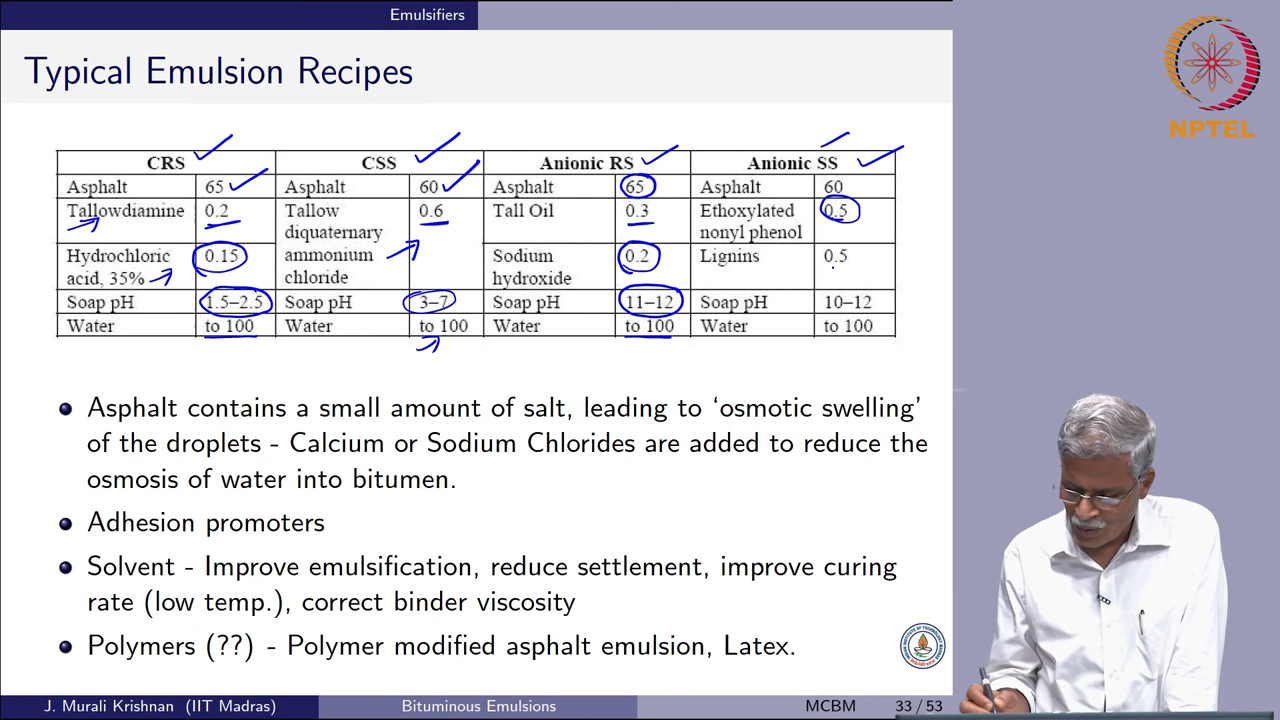 Emulsifiers
Typical Emulsion Recipes
NPTEL
CRS CSS Anionic RS Anionic SS
Asphalt 65 Asphalt 60 Asphalt 65 Asphalt 60
Tallowdiamine 0.2 Tallow 0.6 Tall Oil 0.3 Ethoxylated 0.5
diquaternary nonyl phenol
Hydrochloric 0.15 ammonium Sodium 0.2 Lignins 0.5
acid, 35% chloride hydroxide
Soap pH 1.5–2.5 Soap pH 3–7 Soap pH 11–12 Soap pH 10–12
Water to 100 Water to 100 Water to 100 Water to 100
Asphalt contains a small amount of salt, leading to ‘osmotic swelling’
of the droplets - Calcium or Sodium Chlorides are added to reduce the
osmosis of water into bitumen.
Adhesion promoters
Solvent - Improve emulsification, reduce settlement, improve curing
rate (low temp.), correct binder viscosity
Polymers (??) - Polymer modified asphalt emulsion, Latex.
J. Murali Krishnan (IIT Madras) Bituminous Emulsions MCBM 33 / 53